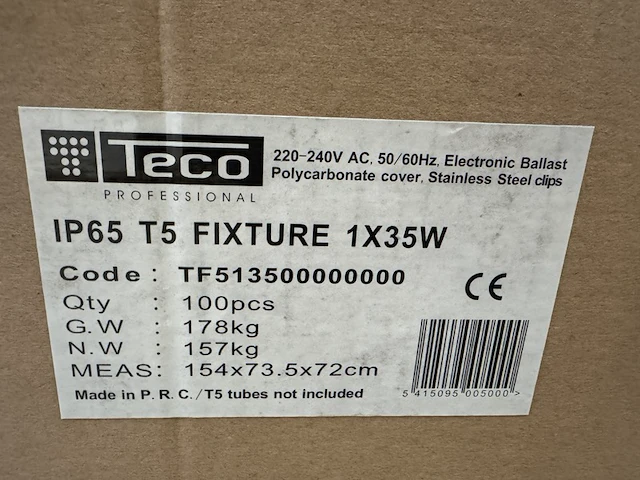 Teco
PROFESSIONAL
220-240V AC, 50/60Hz, Electronic Ballast
Polycarbonate cover, Stainless Steel clips
IP65 T5 FIXTURE 1X35W
Code : TF513500000000
CE
Qty : 100pcs
G.W : 178kg
N.W : 157kg
MEAS: 154x73.5x72cm
5 415095 005000 >
Made in P. R. C./T5 tubes not included